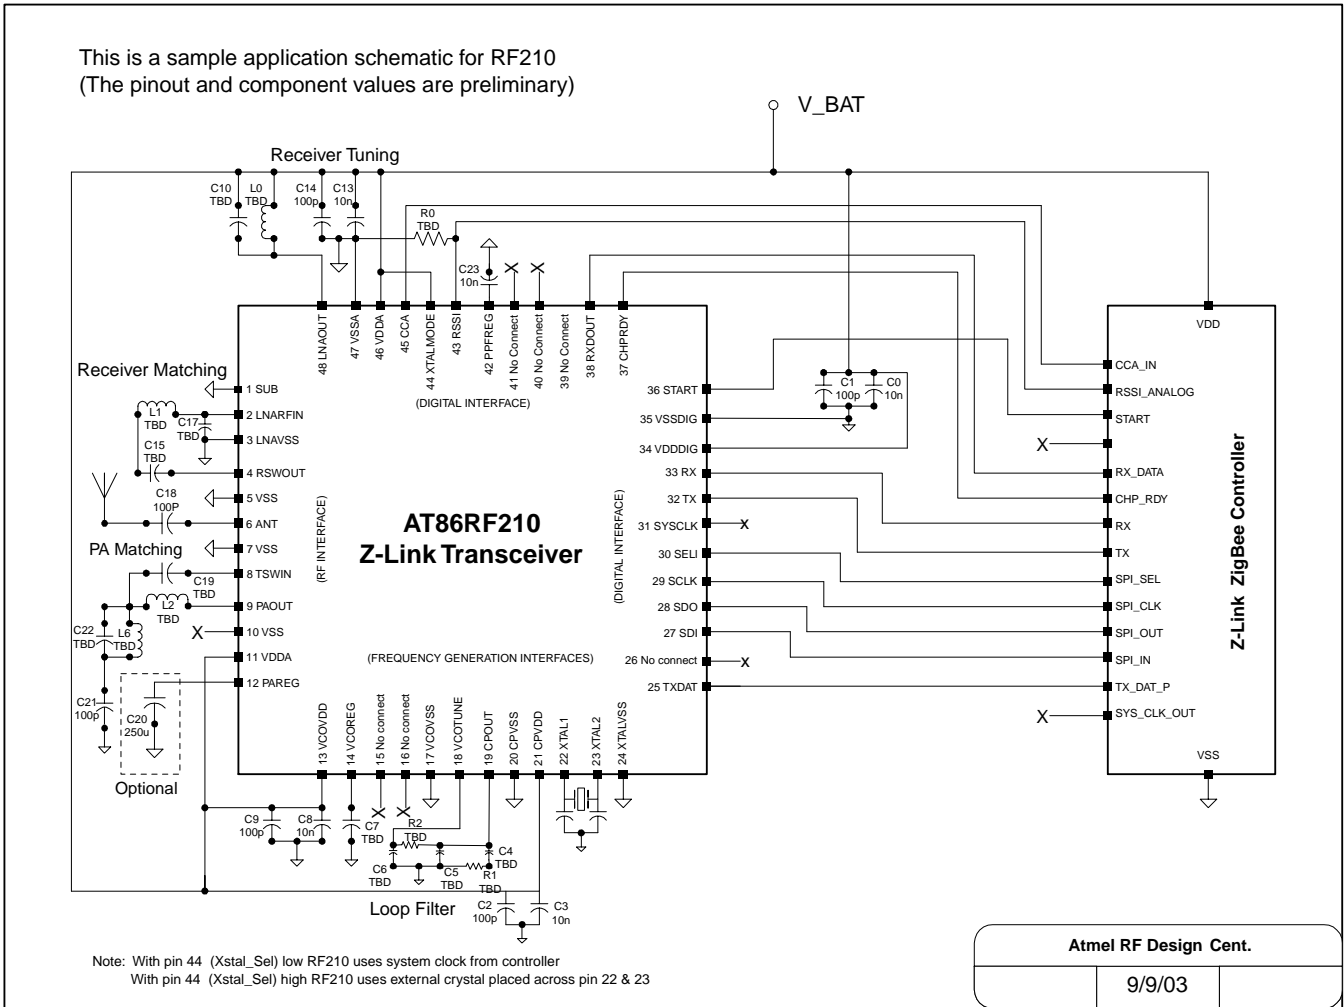 This is a sample application schematic for RF210
(The pinout and component values are preliminary)
V_BAT
Receiver Tuning
C10
TBD
L0
TBD
C14
100p
C13
10n
R0
TBD
C23
10n
X
X
48 LNAOUT
47 VSSA
46 VDDA
45 CCA
44 XTALMODE
43 RSSI
42 PPFREG
41 No Connect
40 No Connect
39 No Connect
38 RXDOUT
37 CHPRDY
(DIGITAL INTERFACE)
Receiver Matching
L1
TBD
C17
TBD
C15
TBD
C18
100P
PA Matching
C19
TBD
L2
TBD
C22
TBD
L6
TBD
X
C21
100p
C20
250u
Optional
1 SUB
2 LNARFIN
3 LNAVSS
4 RSWOUT
5 VSS
6 ANT
7 VSS
8 TSWIN
9 PAOUT
10 VSS
11 VDDA
12 PAREG
(RF INTERFACE)
AT86RF210
Z-Link Transceiver
(DIGITAL INTERFACE)
(FREQUENCY GENERATION INTERFACES)
36 START
35 VSSDIG
34 VDDDIG
33 RX
32 TX
31 SYSCLK
x
30 SELI
29 SCLK
28 SDO
27 SDI
26 No connect
x
25 TXDAT
C1
100p
C0
10n
13 VCOVDD
14 VCOREG
15 No connect
16 No connect
17 VCOVSS
18 VCOTUNE
19 CPOUT
20 CPVSS
21 CPVDD
22 XTAL1
23 XTAL2
24 XTALVSS
X
X
C9
100p
C8
10n
C7
TBD
R2
TBD
C6
TBD
C5
TBD
C4
TBD
R1
TBD
Loop Filter
C2
100p
C3
10n
VDD
CCA_IN
RSSI_ANALOG
START
X
RX_DATA
CHP_RDY
RX
TX
SPI_SEL
SPI_CLK
SPI_OUT
SPI_IN
TX_DAT_P
X
SYS_CLK_OUT
VSS
Z-Link ZigBee Controller
Note: With pin 44 (Xstal_Sel) low RF210 uses system clock from controller
With pin 44 (Xstal_Sel) high RF210 uses external crystal placed across pin 22 & 23
Atmel RF Design Cent.
9/9/03